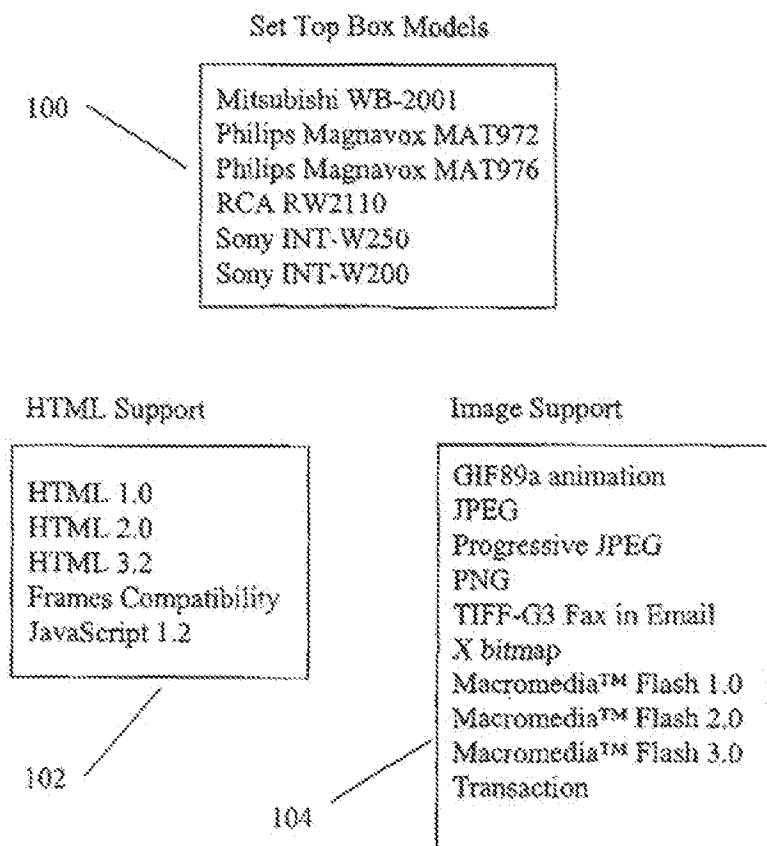 Set Top Box Models
100
Mitsubishi WB-2001
Philips Magnavox MAT972
Philips Magnavox MAT976
RCA RW2110
Sony INT-W250
Sony INT-W200
HTML Support
HTML 1.0
HTML 2.0
HTML 3.2
Frames Compatibility
JavaScript 1.2
102
Image Support
GIF89a animation
JPEG
Progressive JPEG
PNG
TIFF-G3 Fax in Email
X bitmap
Macromedia™ Flash 1.0
Macromedia™ Flash 2.0
Macromedia™ Flash 3.0
Transaction
104